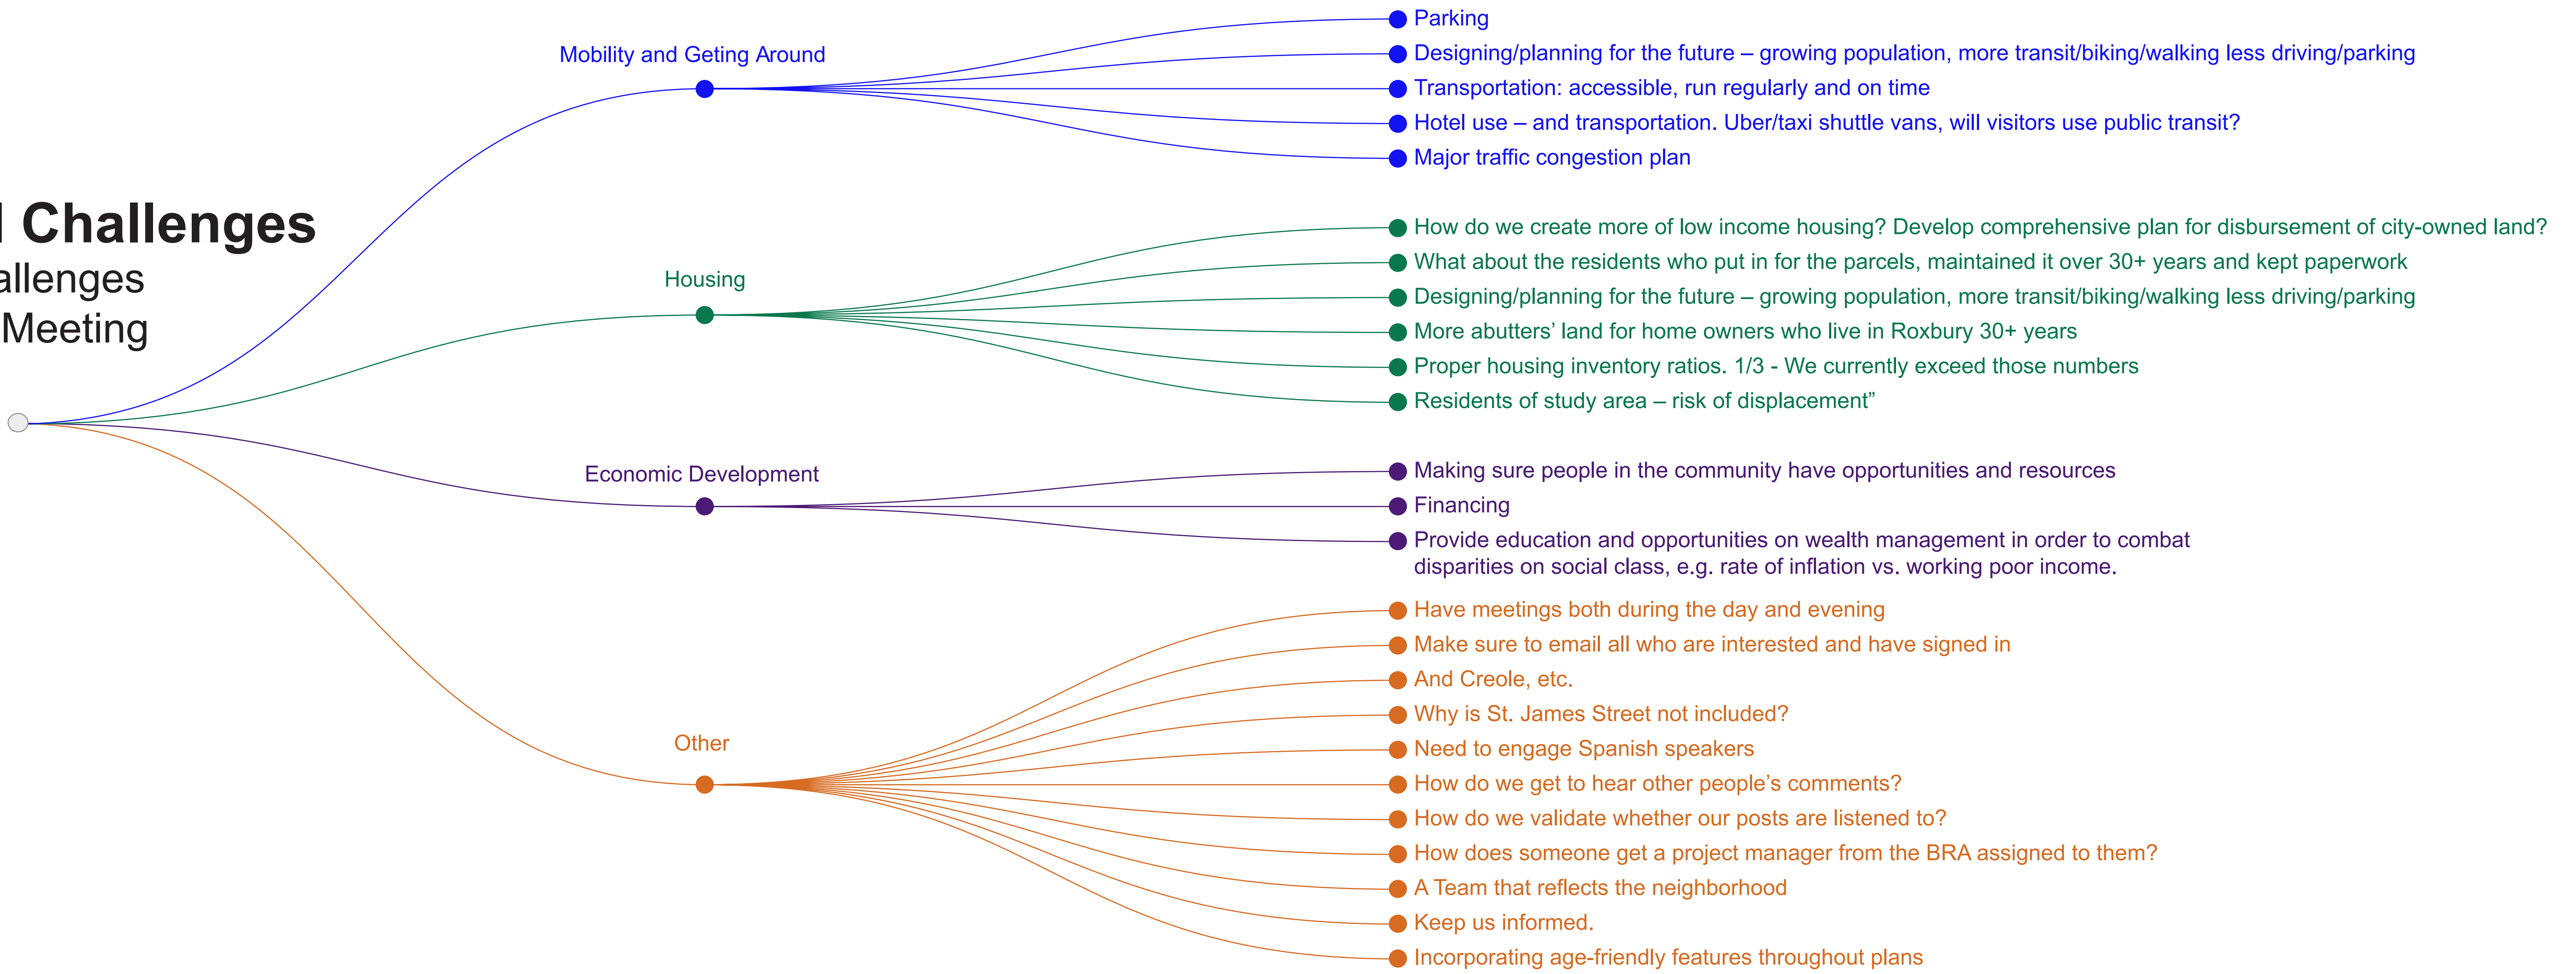 Challenges
Meeting
Mobility and Geting Around
Parking
Designing/planning for the future – growing population, more transit/biking/walking less driving/parking
Transportation: accessible, run regularly and on time
Hotel use – and transportation. Uber/taxi shuttle vans, will visitors use public transit?
Major traffic congestion plan
Housing
How do we create more of low income housing? Develop comprehensive plan for disbursement of city-owned land?
What about the residents who put in for the parcels, maintained it over 30+ years and kept paperwork
Designing/planning for the future – growing population, more transit/biking/walking less driving/parking
More abutters’ land for home owners who live in Roxbury 30+ years
Proper housing inventory ratios. 1/3 - We currently exceed those numbers
Residents of study area – risk of displacement”
Economic Development
Making sure people in the community have opportunities and resources
Financing
Provide education and opportunities on wealth management in order to combat
disparities on social class, e.g. rate of inflation vs. working poor income.
Other
Have meetings both during the day and evening
Make sure to email all who are interested and have signed in
And Creole, etc.
Why is St. James Street not included?
Need to engage Spanish speakers
How do we get to hear other people’s comments?
How do we validate whether our posts are listened to?
How does someone get a project manager from the BRA assigned to them?
A Team that reflects the neighborhood
Keep us informed.
Incorporating age-friendly features throughout plans